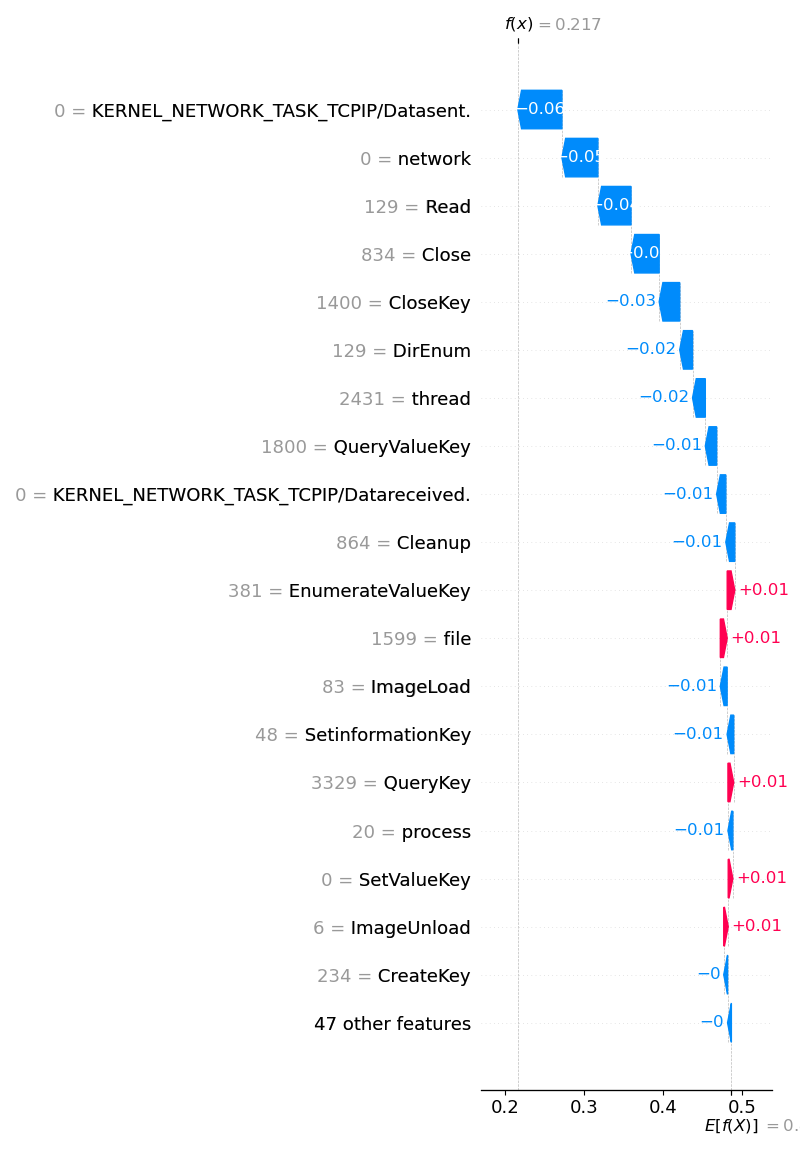 f(x) = 0.217
0 = KERNEL_NETWORK_TASK_TCPIP/Datasent. −0.06
0 = network −0.05
129 = Read −0.04
834 = Close −0.0
1400 = CloseKey −0.03
129 = DirEnum −0.02
2431 = thread −0.02
1800 = QueryValueKey −0.01
0 = KERNEL_NETWORK_TASK_TCPIP/Datareceived. −0.01
864 = Cleanup −0.01
381 = EnumerateValueKey +0.01
1599 = file +0.01
83 = ImageLoad −0.01
48 = SetinformationKey −0.01
3329 = QueryKey +0.01
20 = process −0.01
0 = SetValueKey +0.01
6 = ImageUnload +0.01
234 = CreateKey −0
47 other features −0
0.2 0.3 0.4 0.5
E[f(X)] = 0.